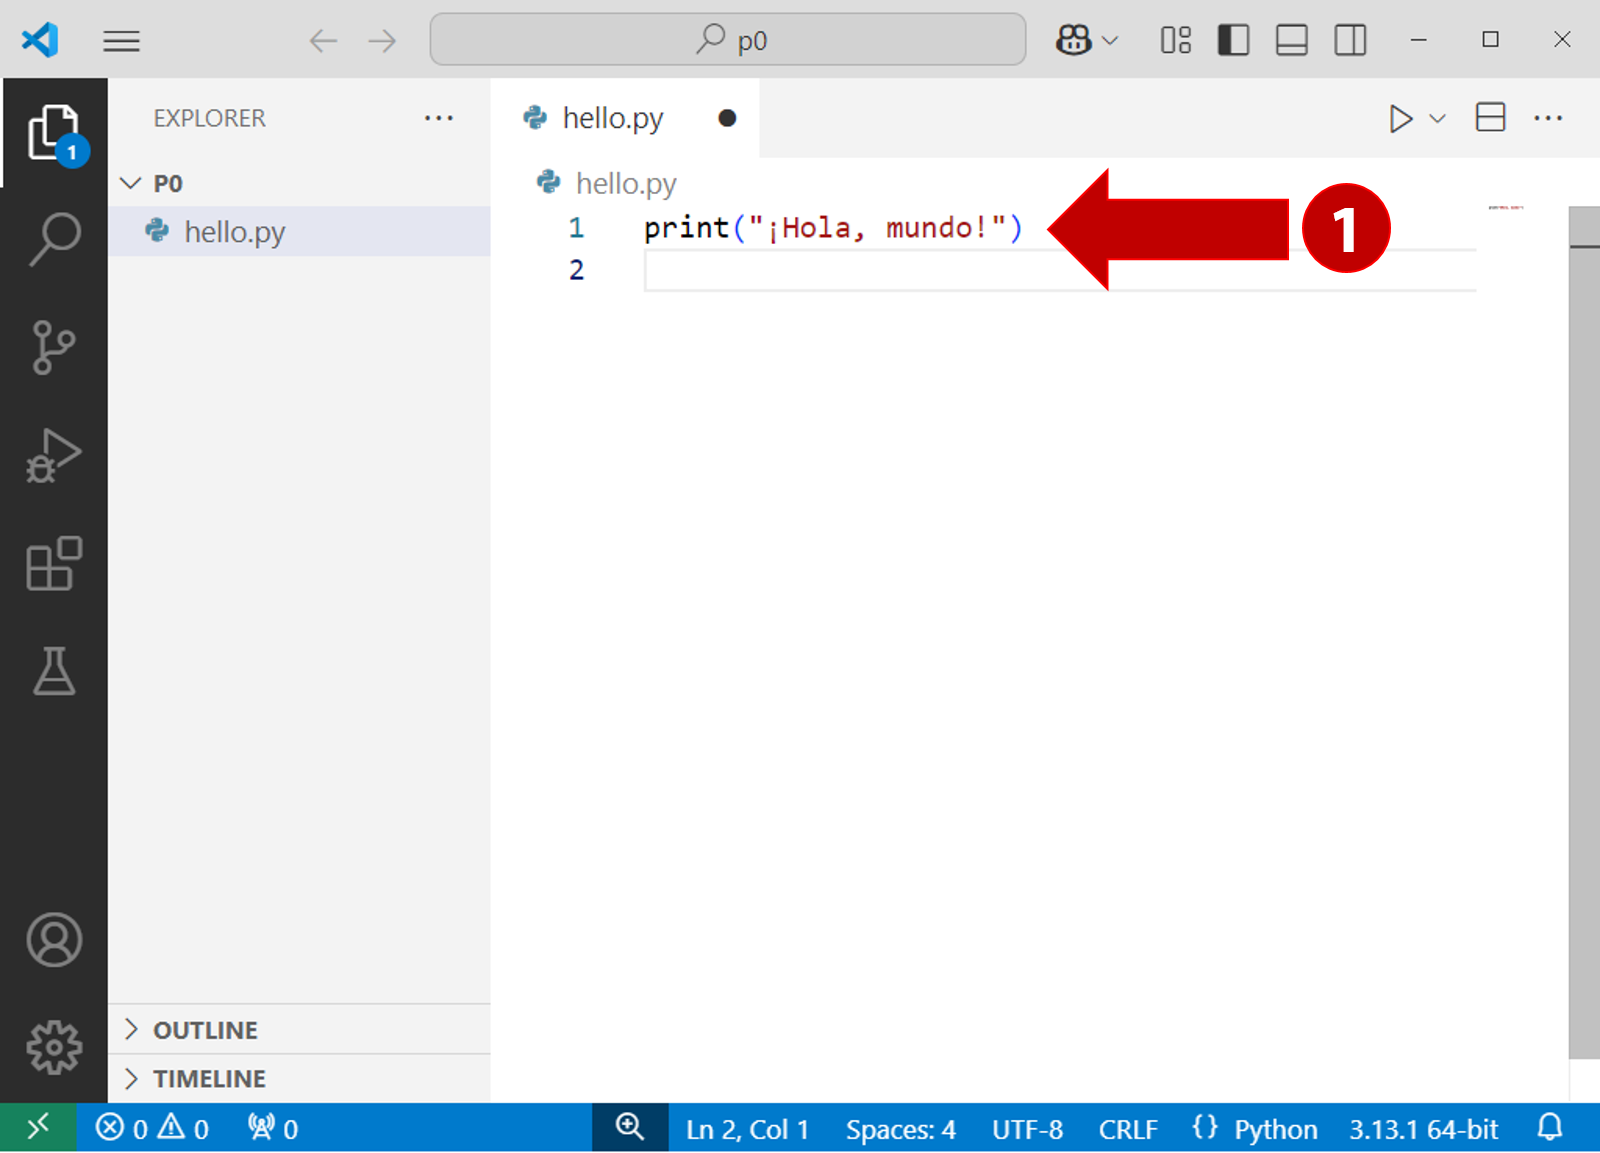 p0
EXPLORER
hello.py
1
P0
hello.py
hello.py
1 print("¡Hola, mundo!")
1
2
OUTLINE
TIMELINE
0 0 0
Ln 2, Col 1 Spaces: 4 UTF-8 CRLF {} Python 3.13.1 64-bit